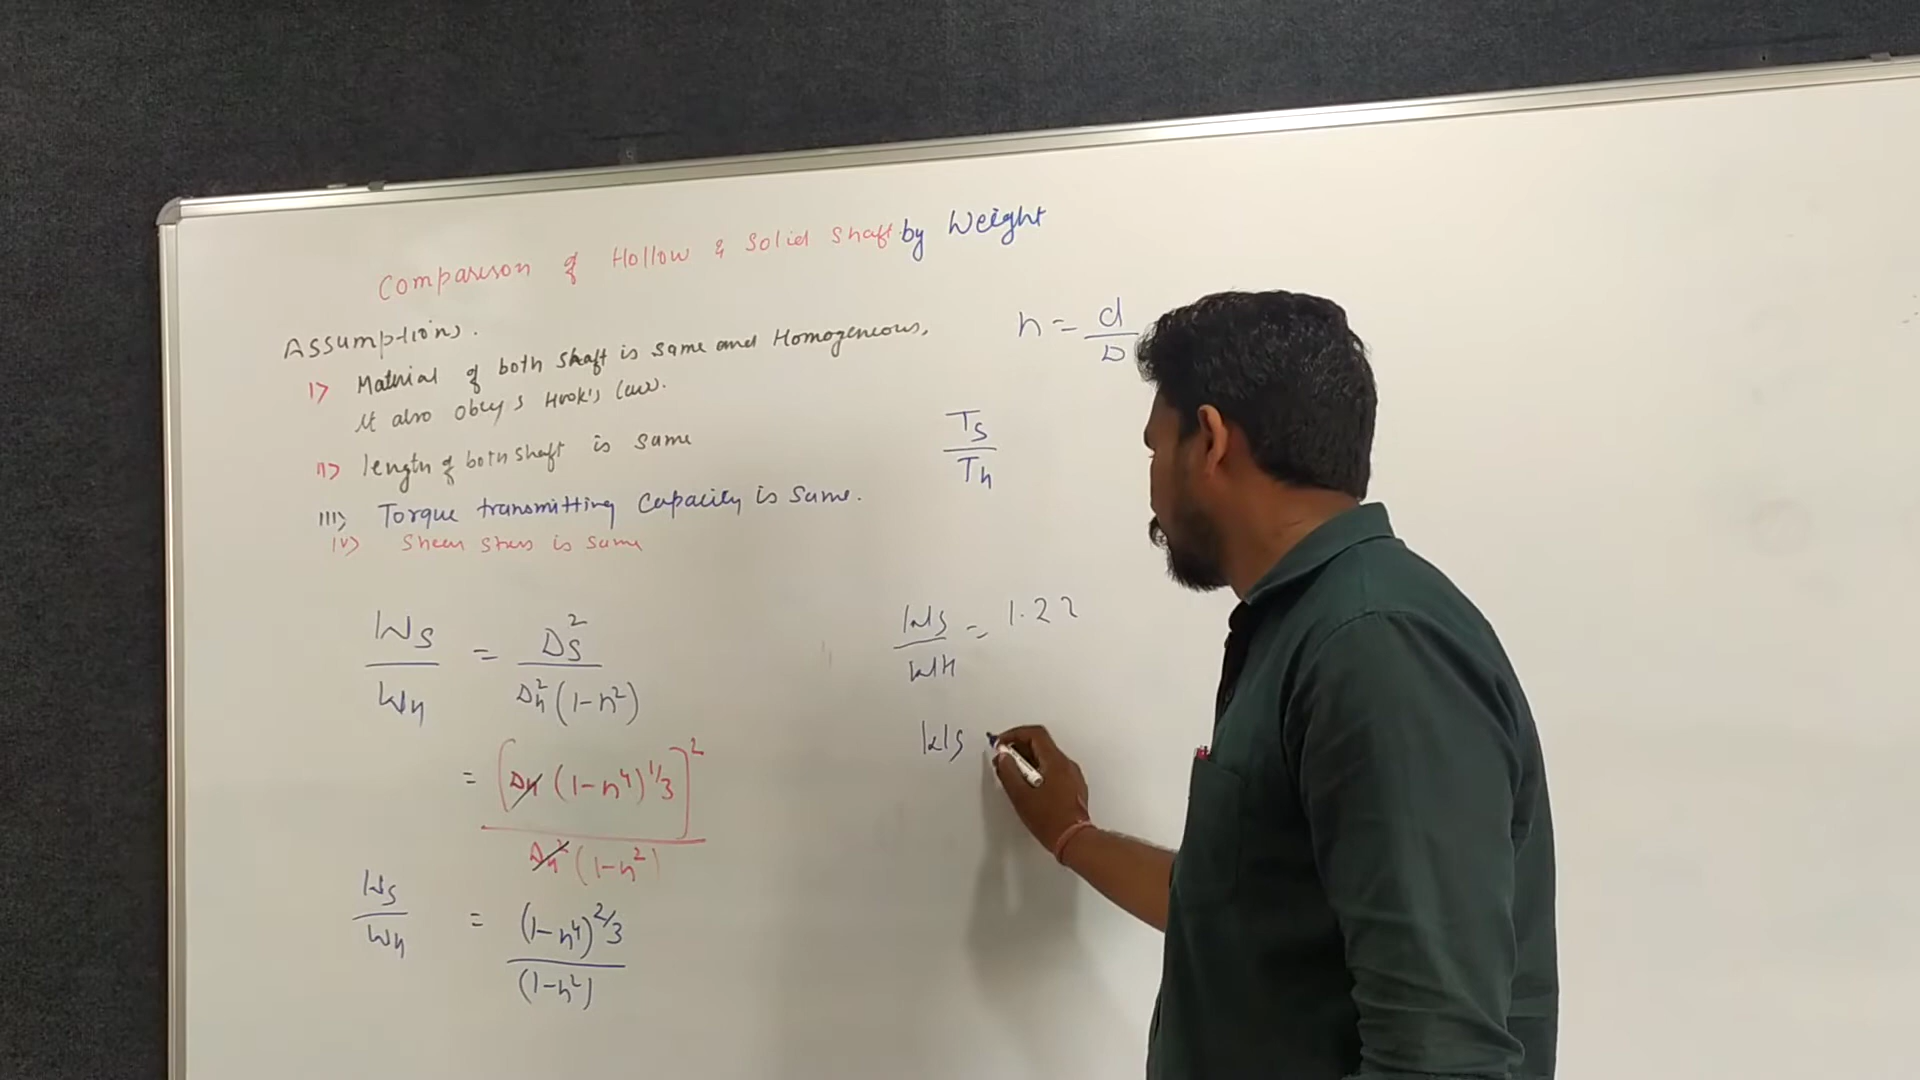 Comparison of Hollow & Solid Shaft by Weight
Assumptions.
I) Material of both shaft is same and Homogeneous,
It also obeys Hook's law.
II) length of both shaft is same
III) Torque transmitting Capacity is same.
IV) Shear stress is same
Ws/Wh = Ds²/Dh²(1-n²)
= [Dh(1-n⁴)^1/3]²/Dh²(1-n²)
Ws/Wh = (1-n⁴)^2/3/(1-n²)
n = d/D
Ts/Th
Ws/WH = 1.22
Ws